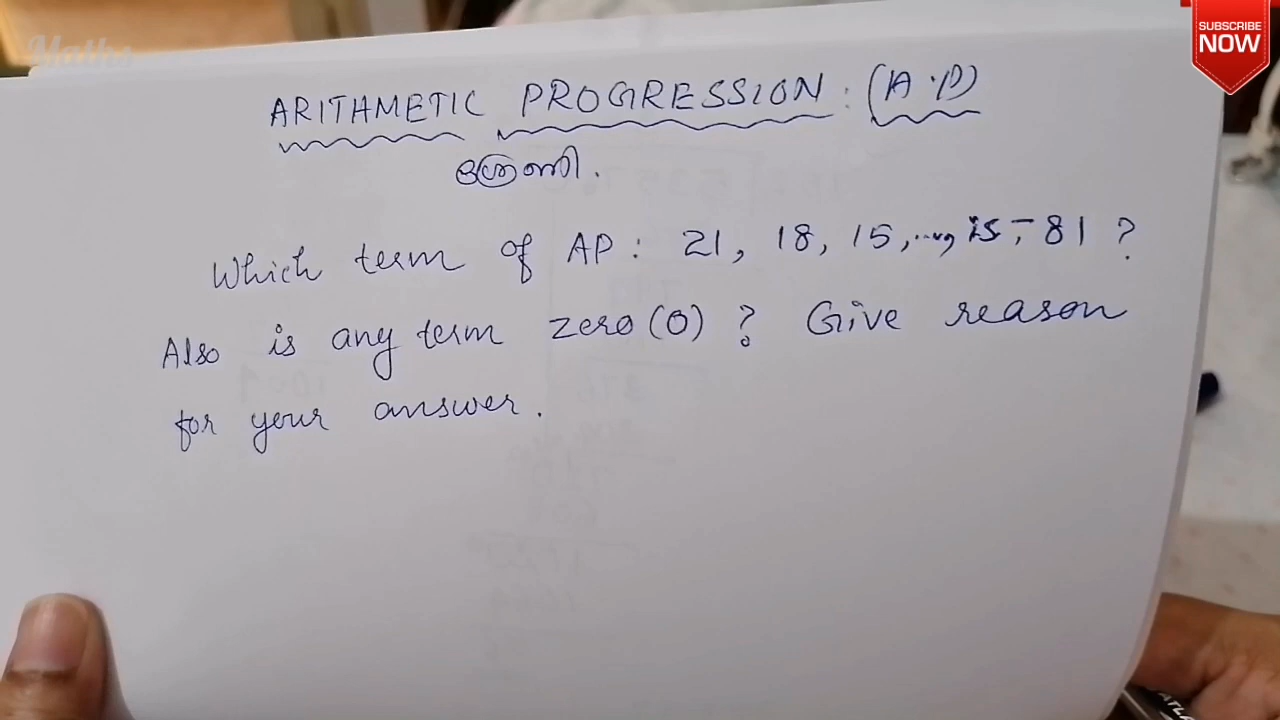 Maths
SUBSCRIBE
NOW
ARITHMETIC PROGRESSION : (A.P)
ശ്രേണി.
Which term of AP : 21, 18, 15, ..., is -81 ?
Also is any term zero (0) ? Give reason
for your answer.